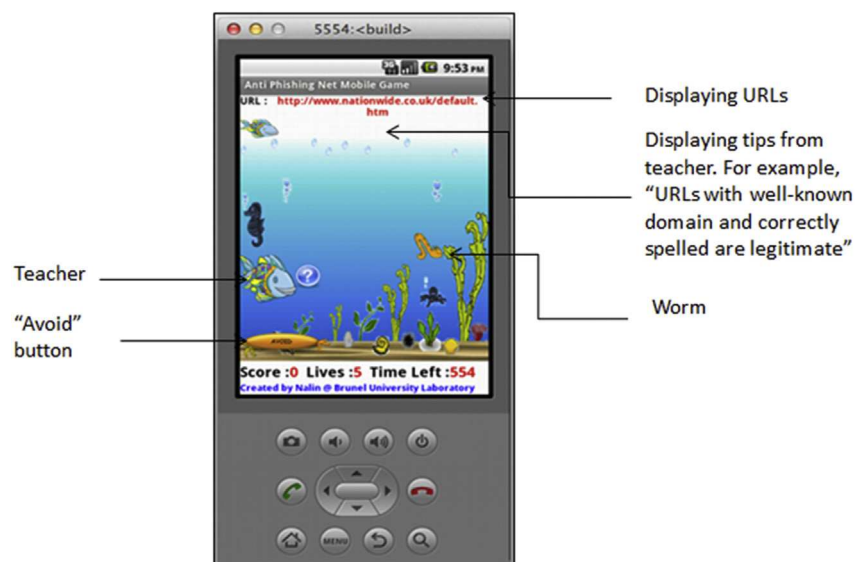 5554:<build>
3G 9:53 PM
Anti Phishing Net Mobile Game
URL : http://www.nationwide.co.uk/default.
htm
Displaying URLs
Displaying tips from
teacher. For example,
“URLs with well-known
domain and correctly
spelled are legitimate”
Teacher
?
Worm
“Avoid”
button
AVOID
Score :0 Lives :5 Time Left :554
Created by Nalin @ Brunel University Laboratory
MENU